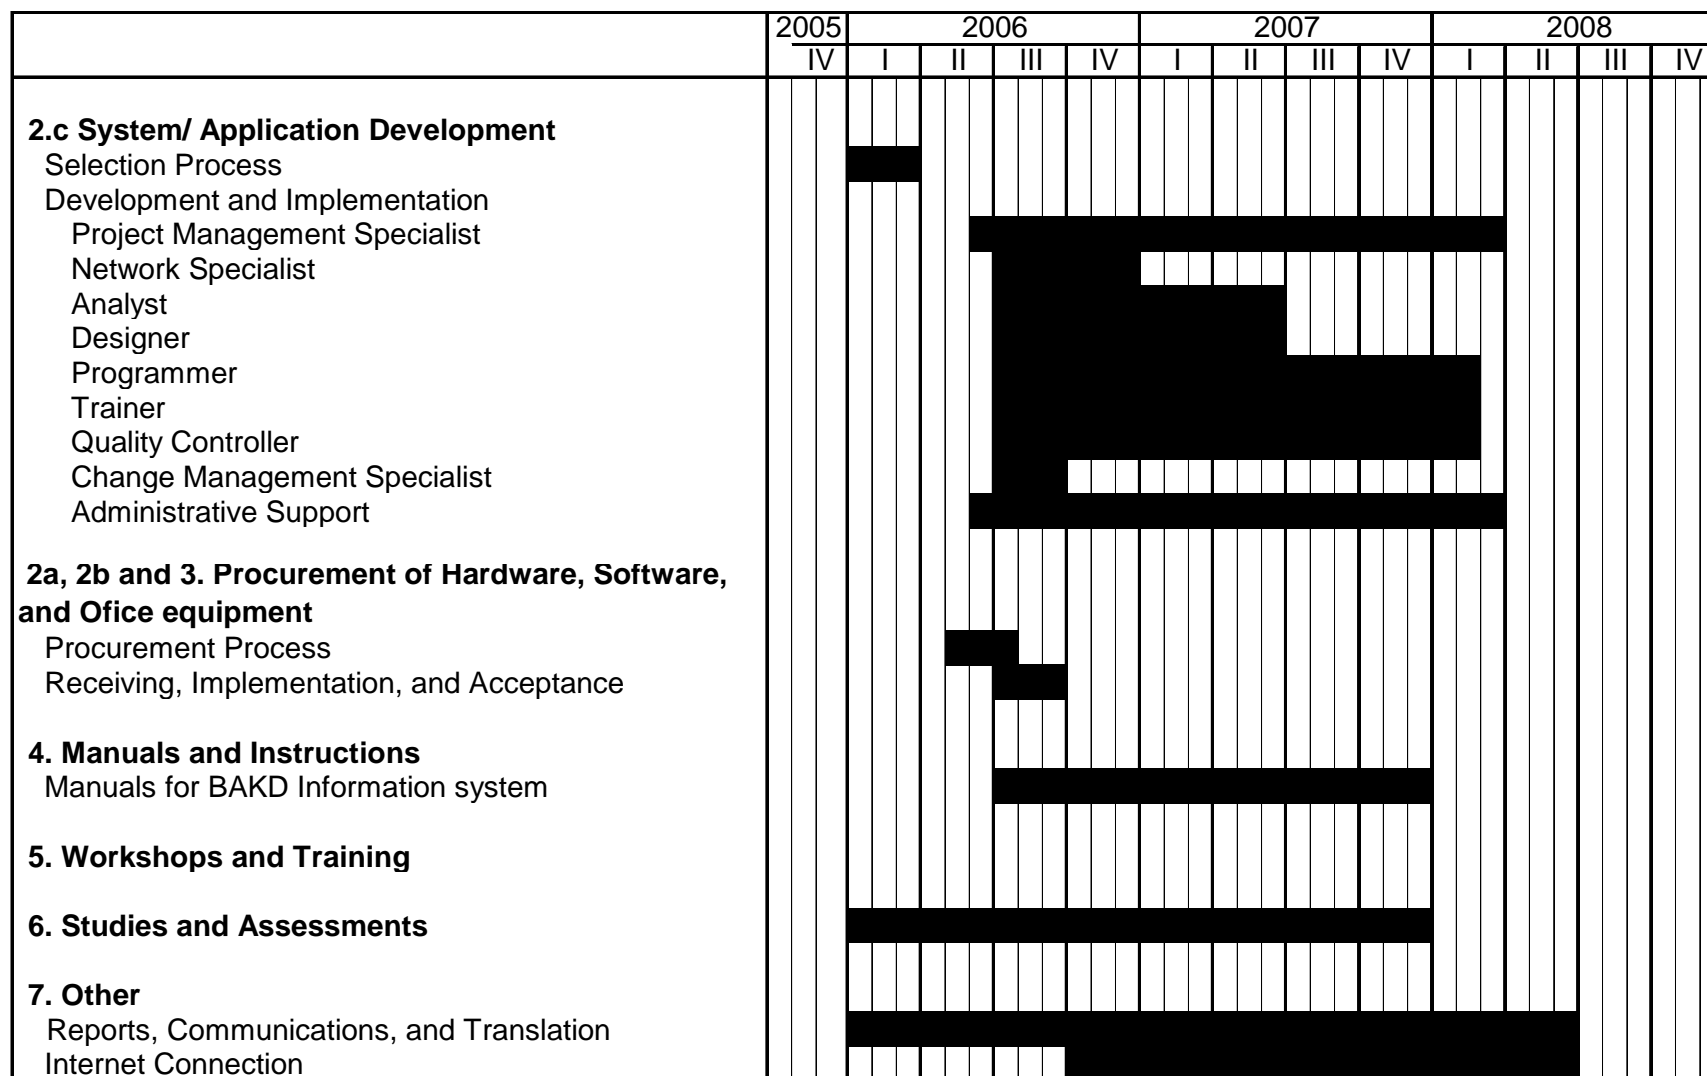 2005 2006 2007 2008
IV I II III IV I II III IV I II III IV
2.c System/ Application Development
Selection Process
Development and Implementation
Project Management Specialist
Network Specialist
Analyst
Designer
Programmer
Trainer
Quality Controller
Change Management Specialist
Administrative Support
2a, 2b and 3. Procurement of Hardware, Software,
and Ofice equipment
Procurement Process
Receiving, Implementation, and Acceptance
4. Manuals and Instructions
Manuals for BAKD Information system
5. Workshops and Training
6. Studies and Assessments
7. Other
Reports, Communications, and Translation
Internet Connection